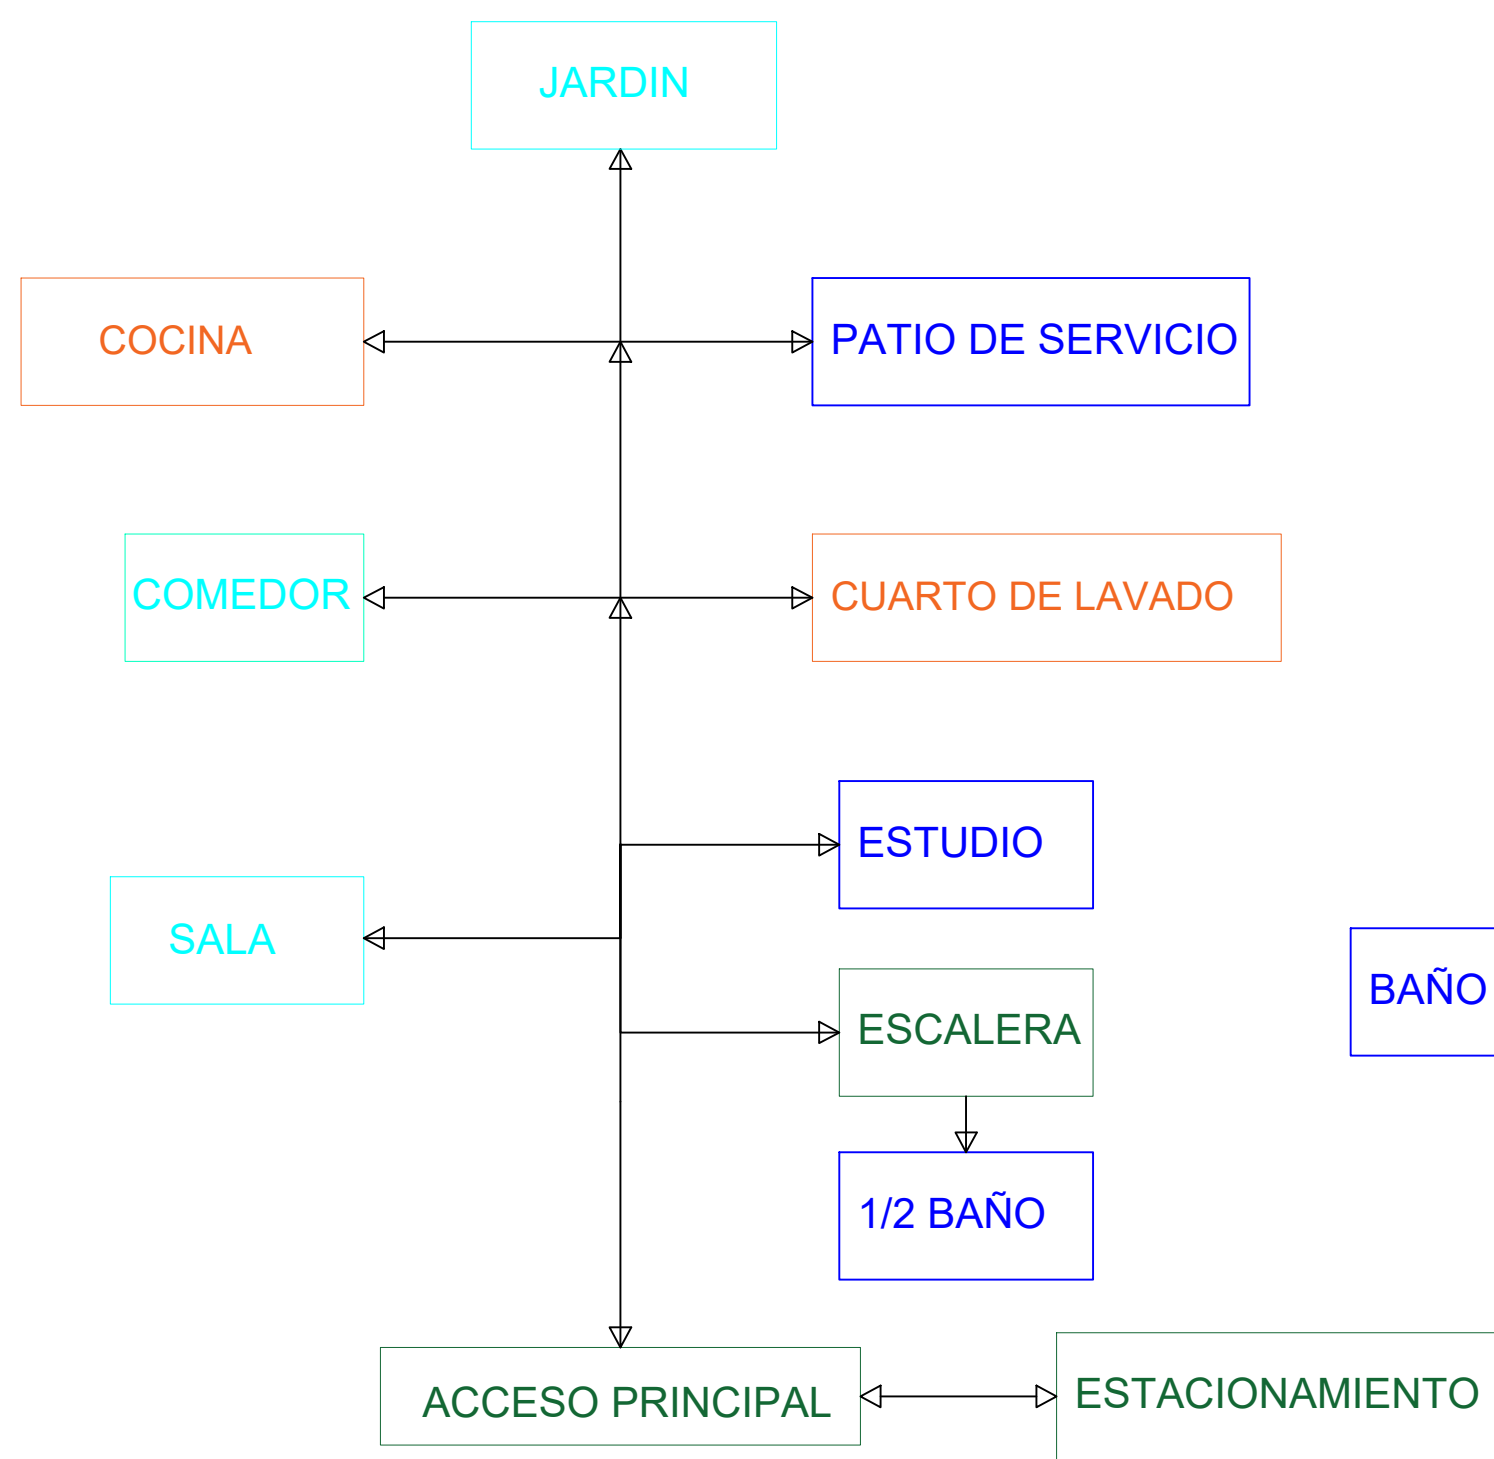 JARDIN
COCINA
PATIO DE SERVICIO
COMEDOR
CUARTO DE LAVADO
ESTUDIO
SALA
BAÑO
ESCALERA
1/2 BAÑO
ACCESO PRINCIPAL
ESTACIONAMIENTO